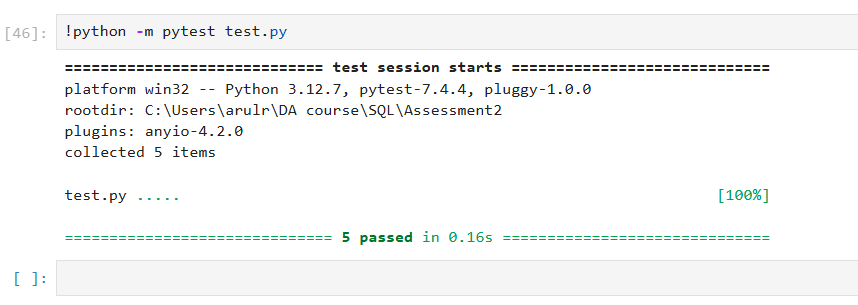 [46]: !python -m pytest test.py
============================= test session starts =============================
platform win32 -- Python 3.12.7, pytest-7.4.4, pluggy-1.0.0
rootdir: C:\Users\arulr\DA course\SQL\Assessment2
plugins: anyio-4.2.0
collected 5 items
test.py ..... [100%]
============================== 5 passed in 0.16s ==============================
[ ]: